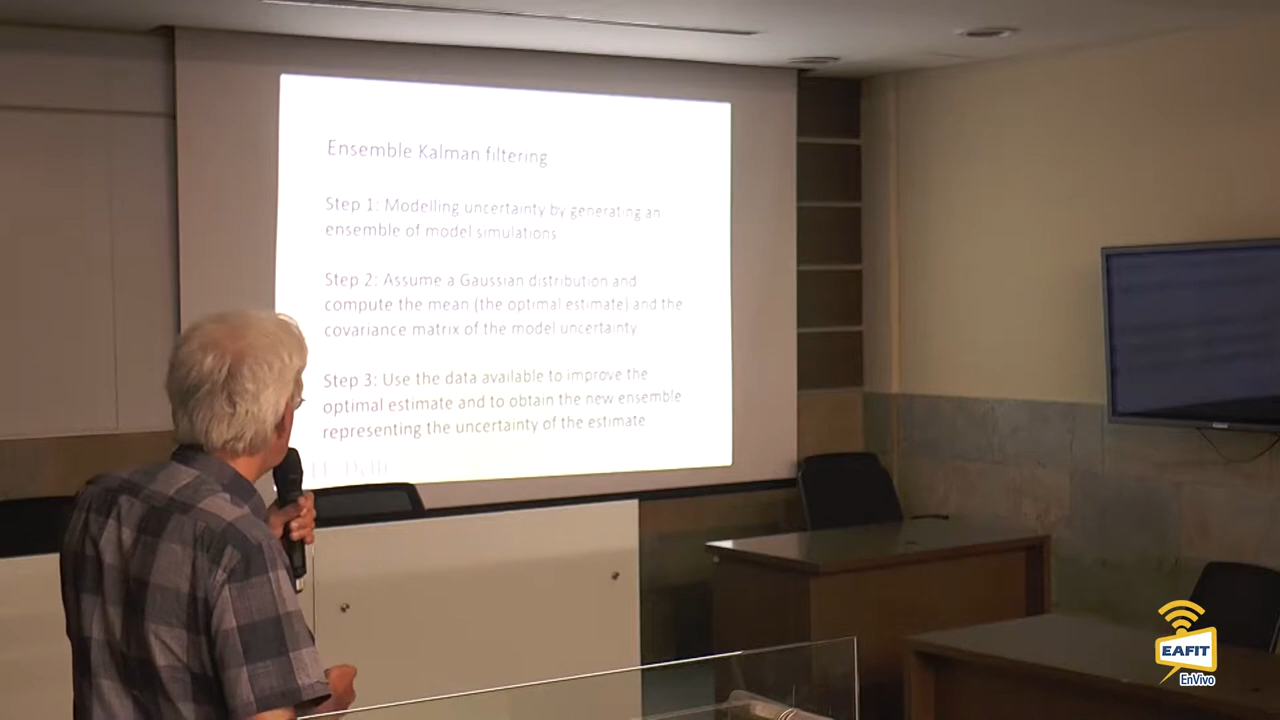 Ensemble Kalman filtering
Step 1: Modelling uncertainty by generating an
ensemble of model simulations
Step 2: Assume a Gaussian distribution and
compute the mean (the optimal estimate) and the
covariance matrix of the model uncertainty
Step 3: Use the data available to improve the
optimal estimate and to obtain the new ensemble
representing the uncertainty of the estimate
EAFIT
EnVivo